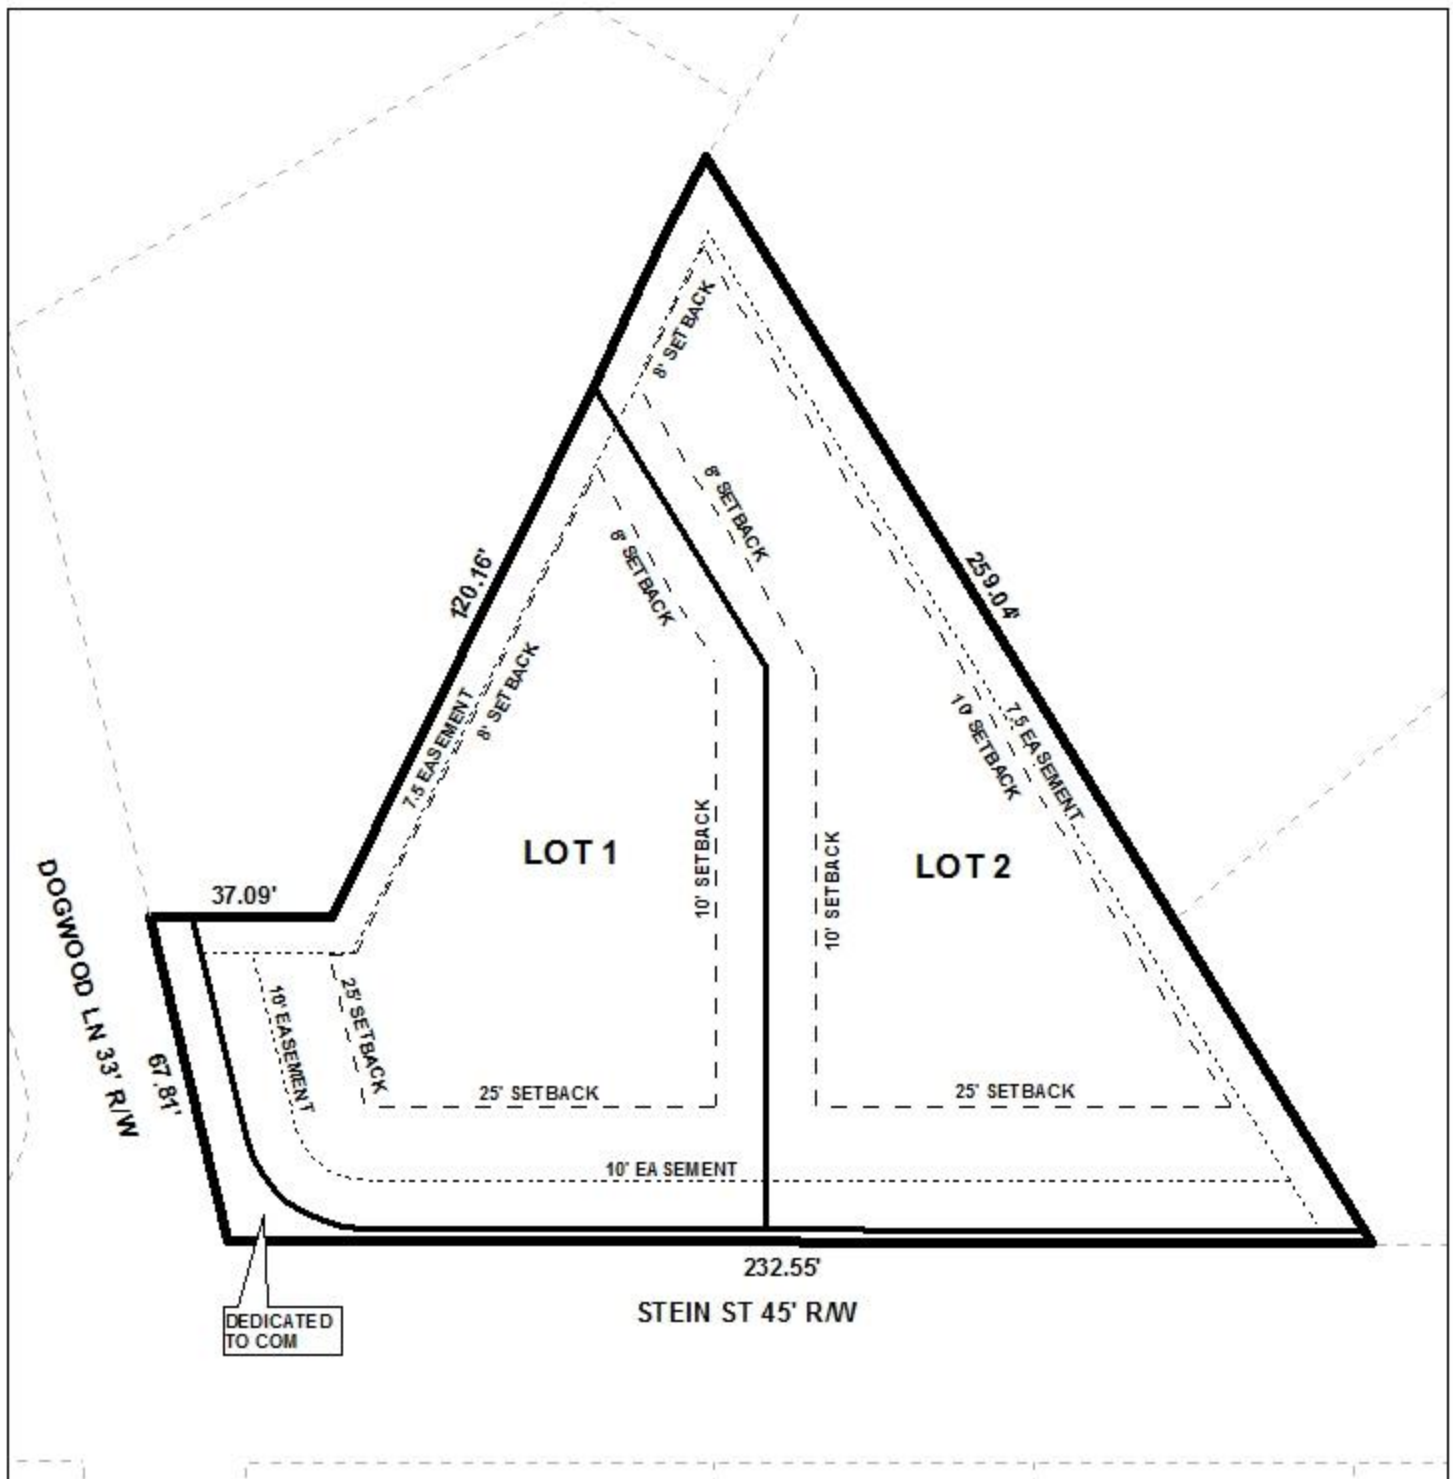 8' SETBACK
8' SETBACK
8' SETBACK
120.16'
259.04'
8' SETBACK
7.5 EASEMENT
10' SETBACK
7.5 EASEMENT
10' SETBACK
10' SETBACK
LOT 1
LOT 2
37.09'
DOGWOOD LN 33' R/W
67.81'
10' EASEMENT
25' SETBACK
25' SETBACK
25' SETBACK
10' EASEMENT
232.55'
STEIN ST 45' R/W
DEDICATED
TO COM